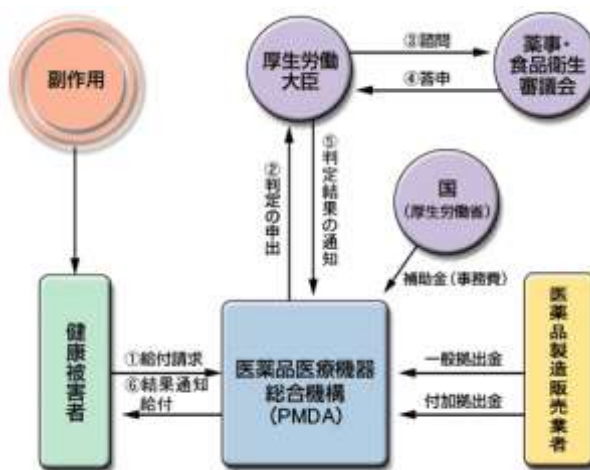 副作用
厚生労働
大臣
③諮問
④答申
薬事・
食品衛生
審議会
②判定の申出
⑤判定結果の通知
国
(厚生労働省)
補助金(事務費)
健康被害者
①給付請求
⑥結果通知
給付
医薬品医療機器
総合機構
(PMDA)
一般拠出金
付加拠出金
医薬品製造販売業者